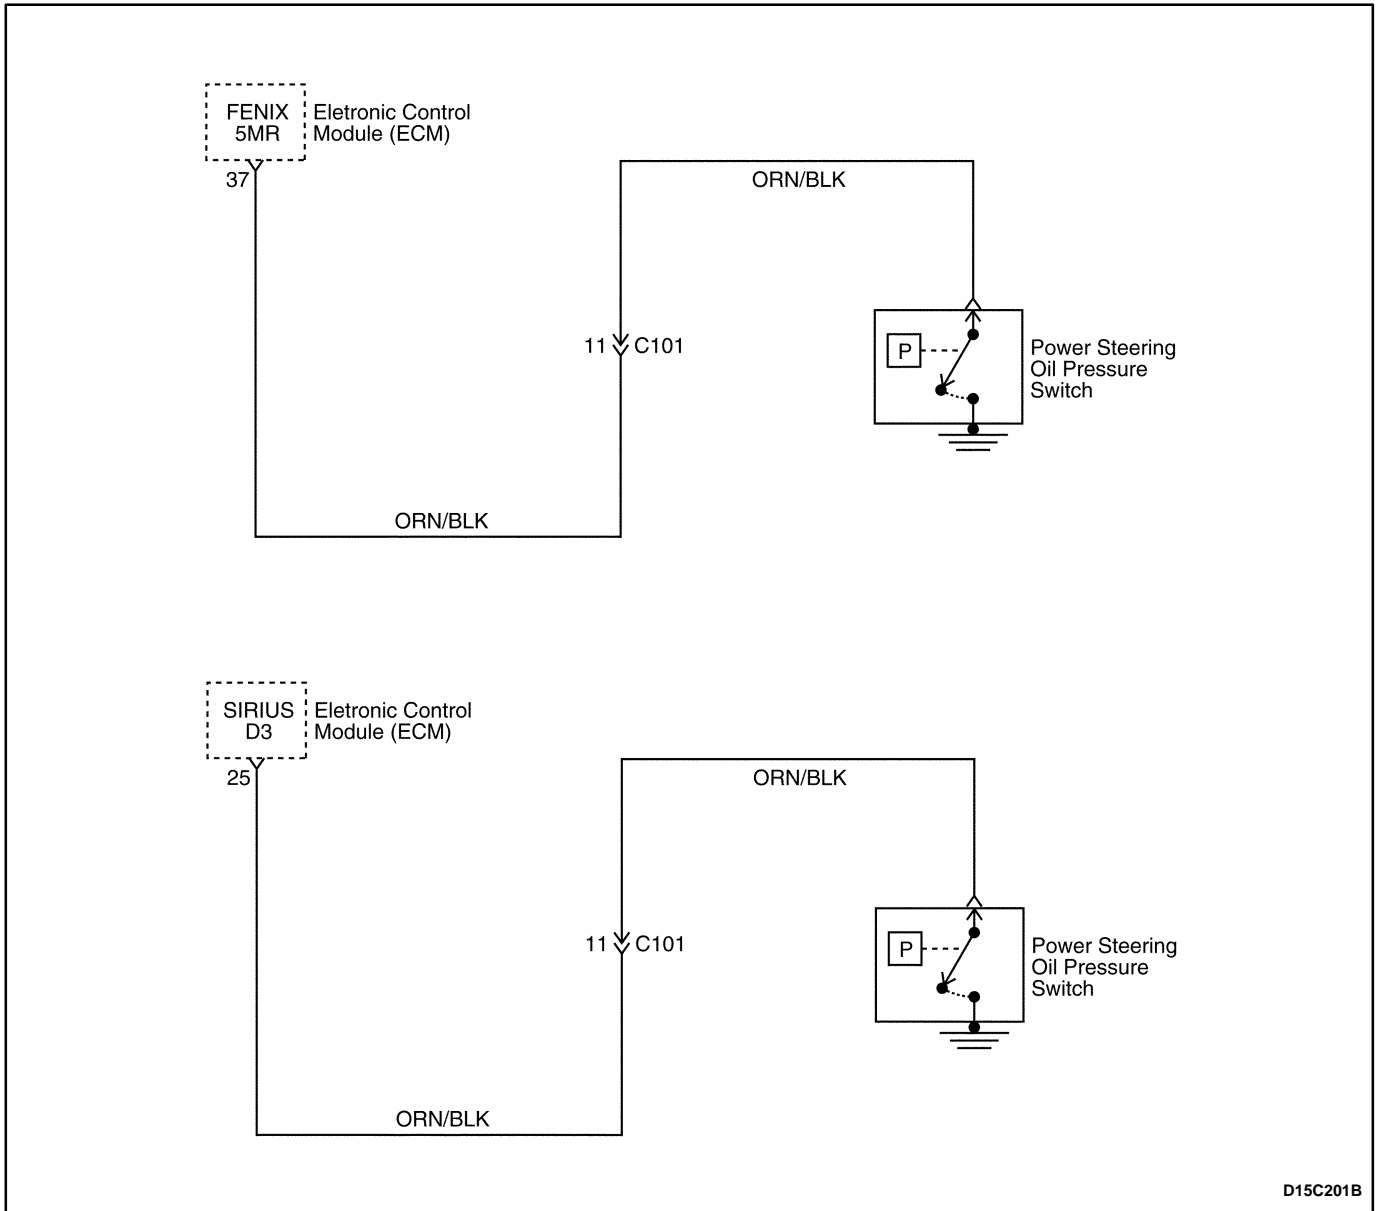 FENIX
5MR
Eletronic Control
Module (ECM)
37
ORN/BLK
11
C101
P
Power Steering
Oil Pressure
Switch
ORN/BLK
SIRIUS
D3
Eletronic Control
Module (ECM)
25
ORN/BLK
11
C101
P
Power Steering
Oil Pressure
Switch
ORN/BLK
D15C201B